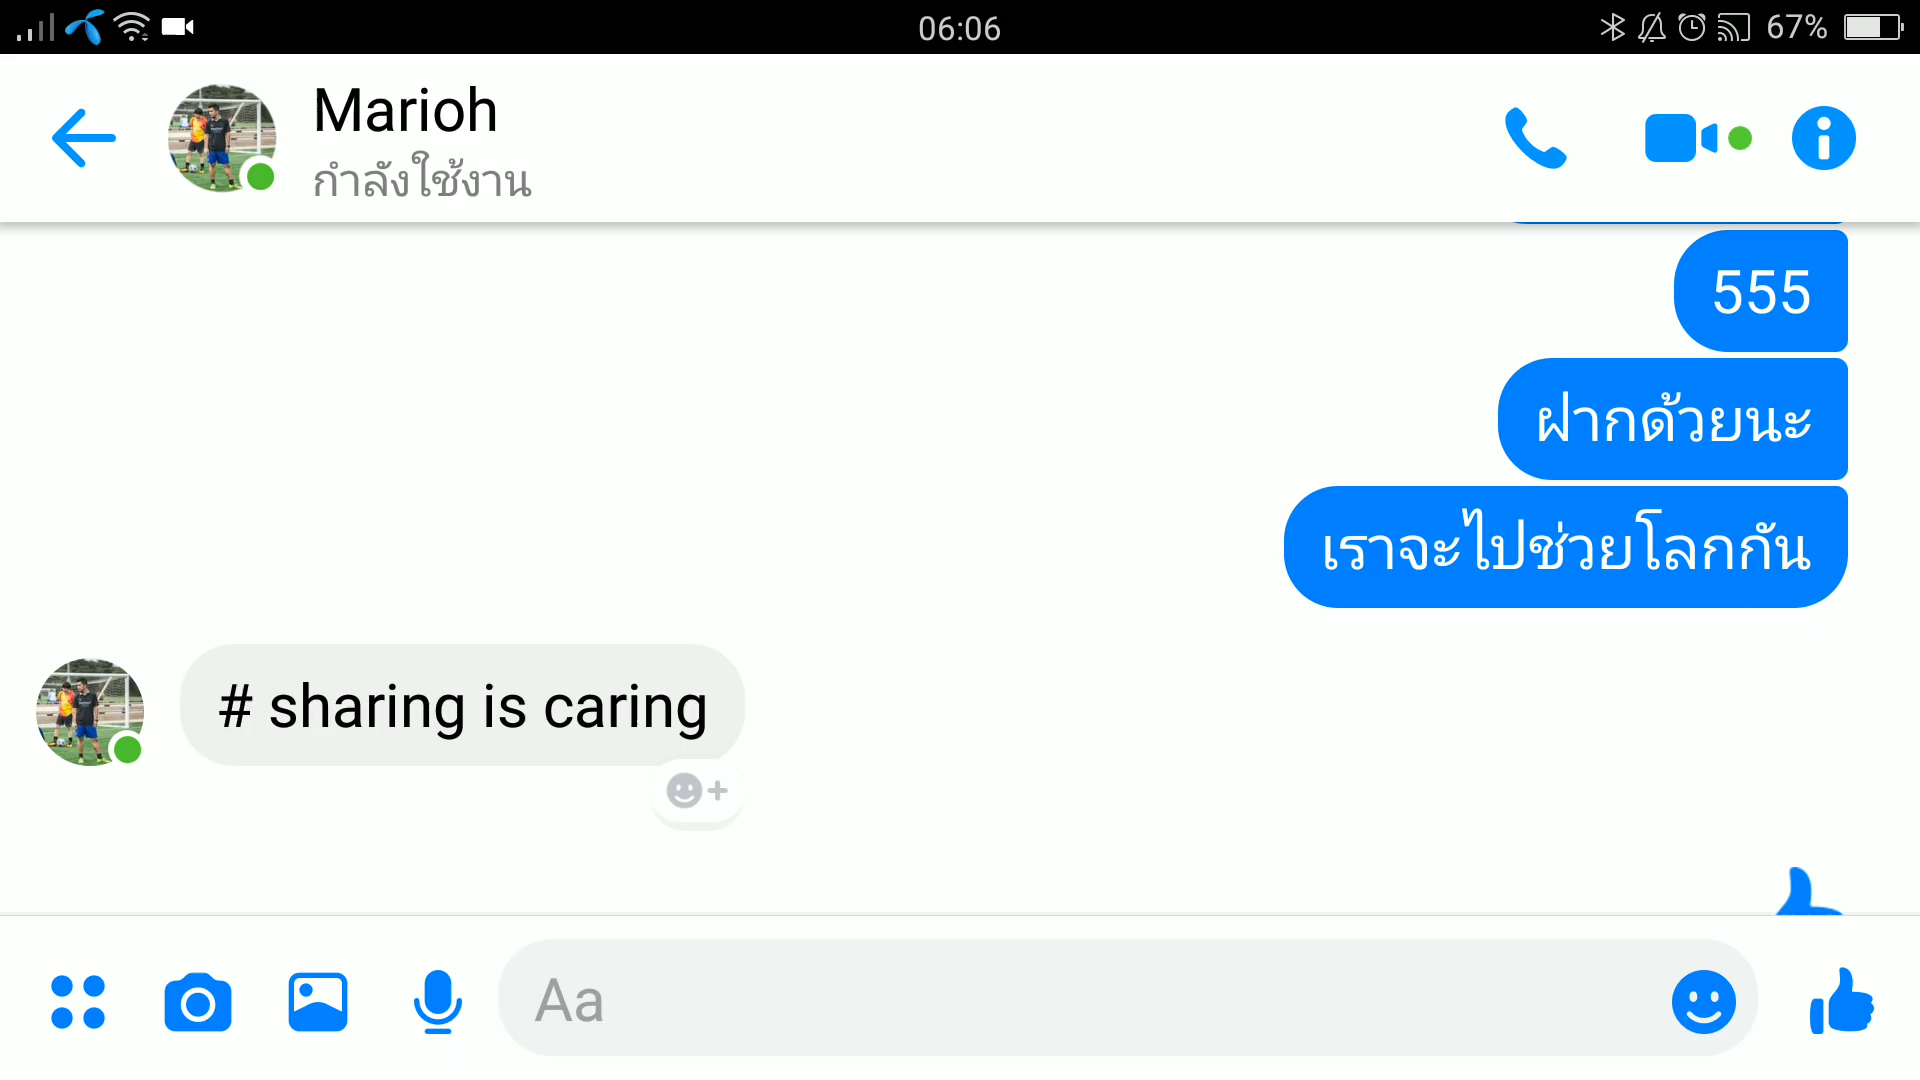 06:06
67%
Marioh
กำลังใช้งาน
555
ฝากด้วยนะ
เราจะไปช่วยโลกกัน
# sharing is caring
Aa